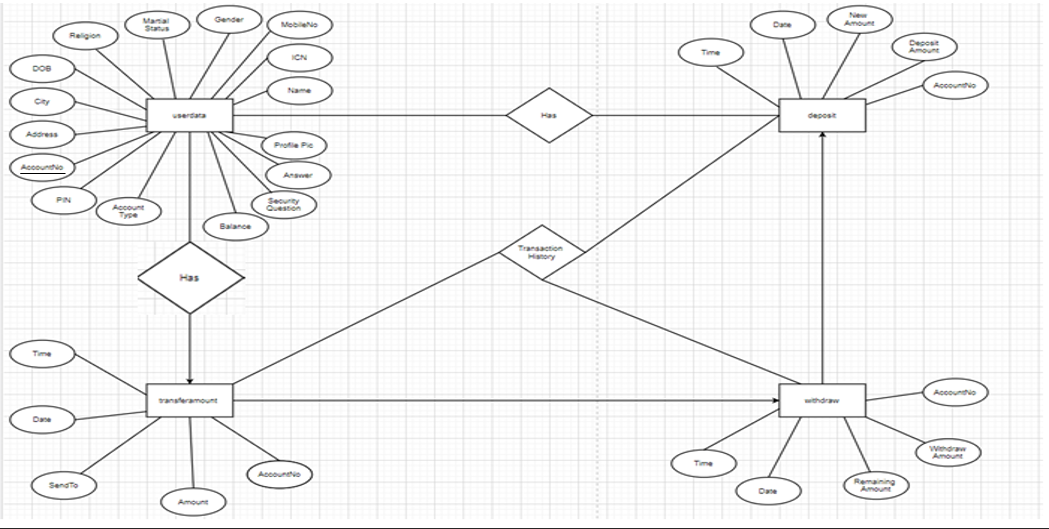 Religion
Martial
Status
Gender
MobileNo
DOB
ICN
City
Name
userdata
Address
AccountNo
PIN
Account
Type
Balance
Security
Question
Answer
Profile Pic
Has
Time
Date
New
Amount
Deposit
Amount
AccountNo
deposit
Has
Transaction
History
Time
Date
SendTo
Amount
AccountNo
transferamount
withdraw
AccountNo
Withdraw
Amount
Remaining
Amount
Date
Time